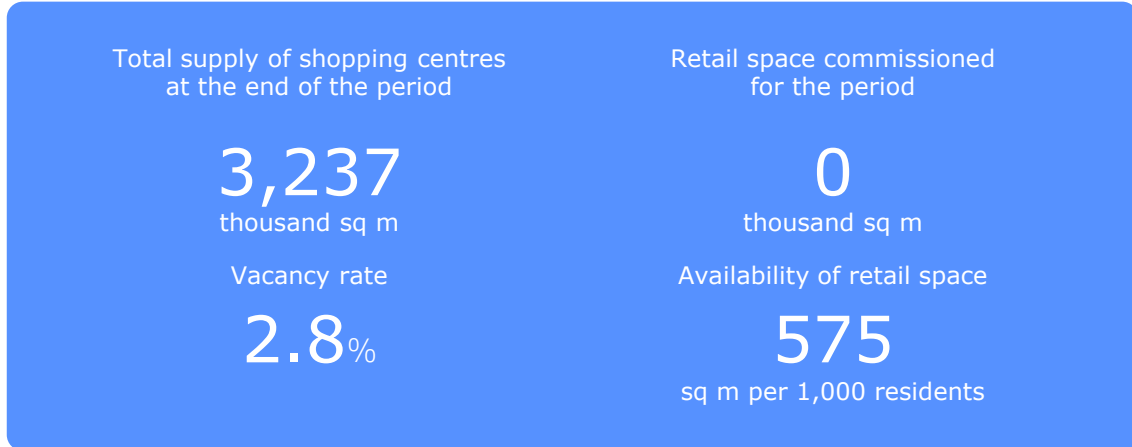 Total supply of shopping centres
at the end of the period
3,237
thousand sq m
Retail space commissioned
for the period
0
thousand sq m
Vacancy rate
2.8%
Availability of retail space
575
sq m per 1,000 residents